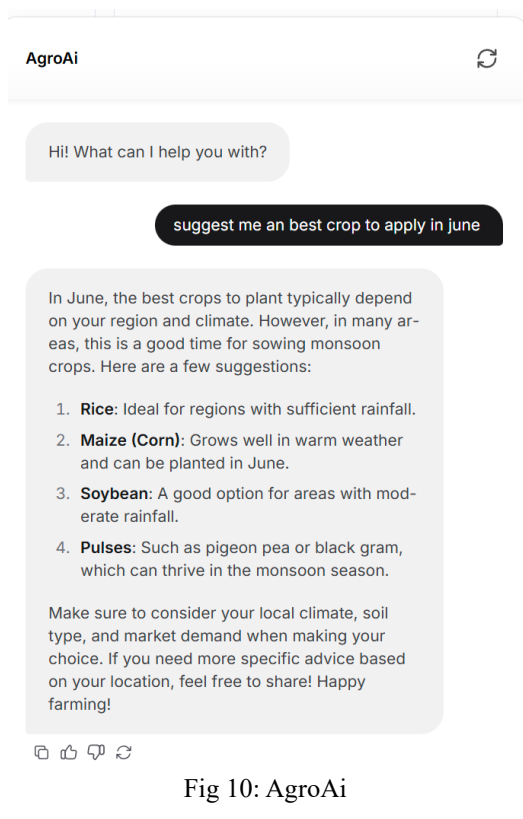 AgroAi
Hi! What can I help you with?
suggest me an best crop to apply in june
In June, the best crops to plant typically depend
on your region and climate. However, in many ar-
eas, this is a good time for sowing monsoon
crops. Here are a few suggestions:
1. Rice: Ideal for regions with sufficient rainfall.
2. Maize (Corn): Grows well in warm weather
and can be planted in June.
3. Soybean: A good option for areas with mod-
erate rainfall.
4. Pulses: Such as pigeon pea or black gram,
which can thrive in the monsoon season.
Make sure to consider your local climate, soil
type, and market demand when making your
choice. If you need more specific advice based
on your location, feel free to share! Happy
farming!
Fig 10: AgroAi